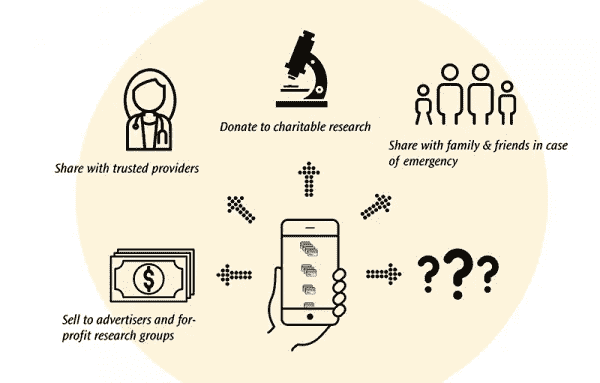 Donate to charitable research
Share with trusted providers
Share with family & friends in case
of emergency
$
???
Sell to advertisers and for-
profit research groups